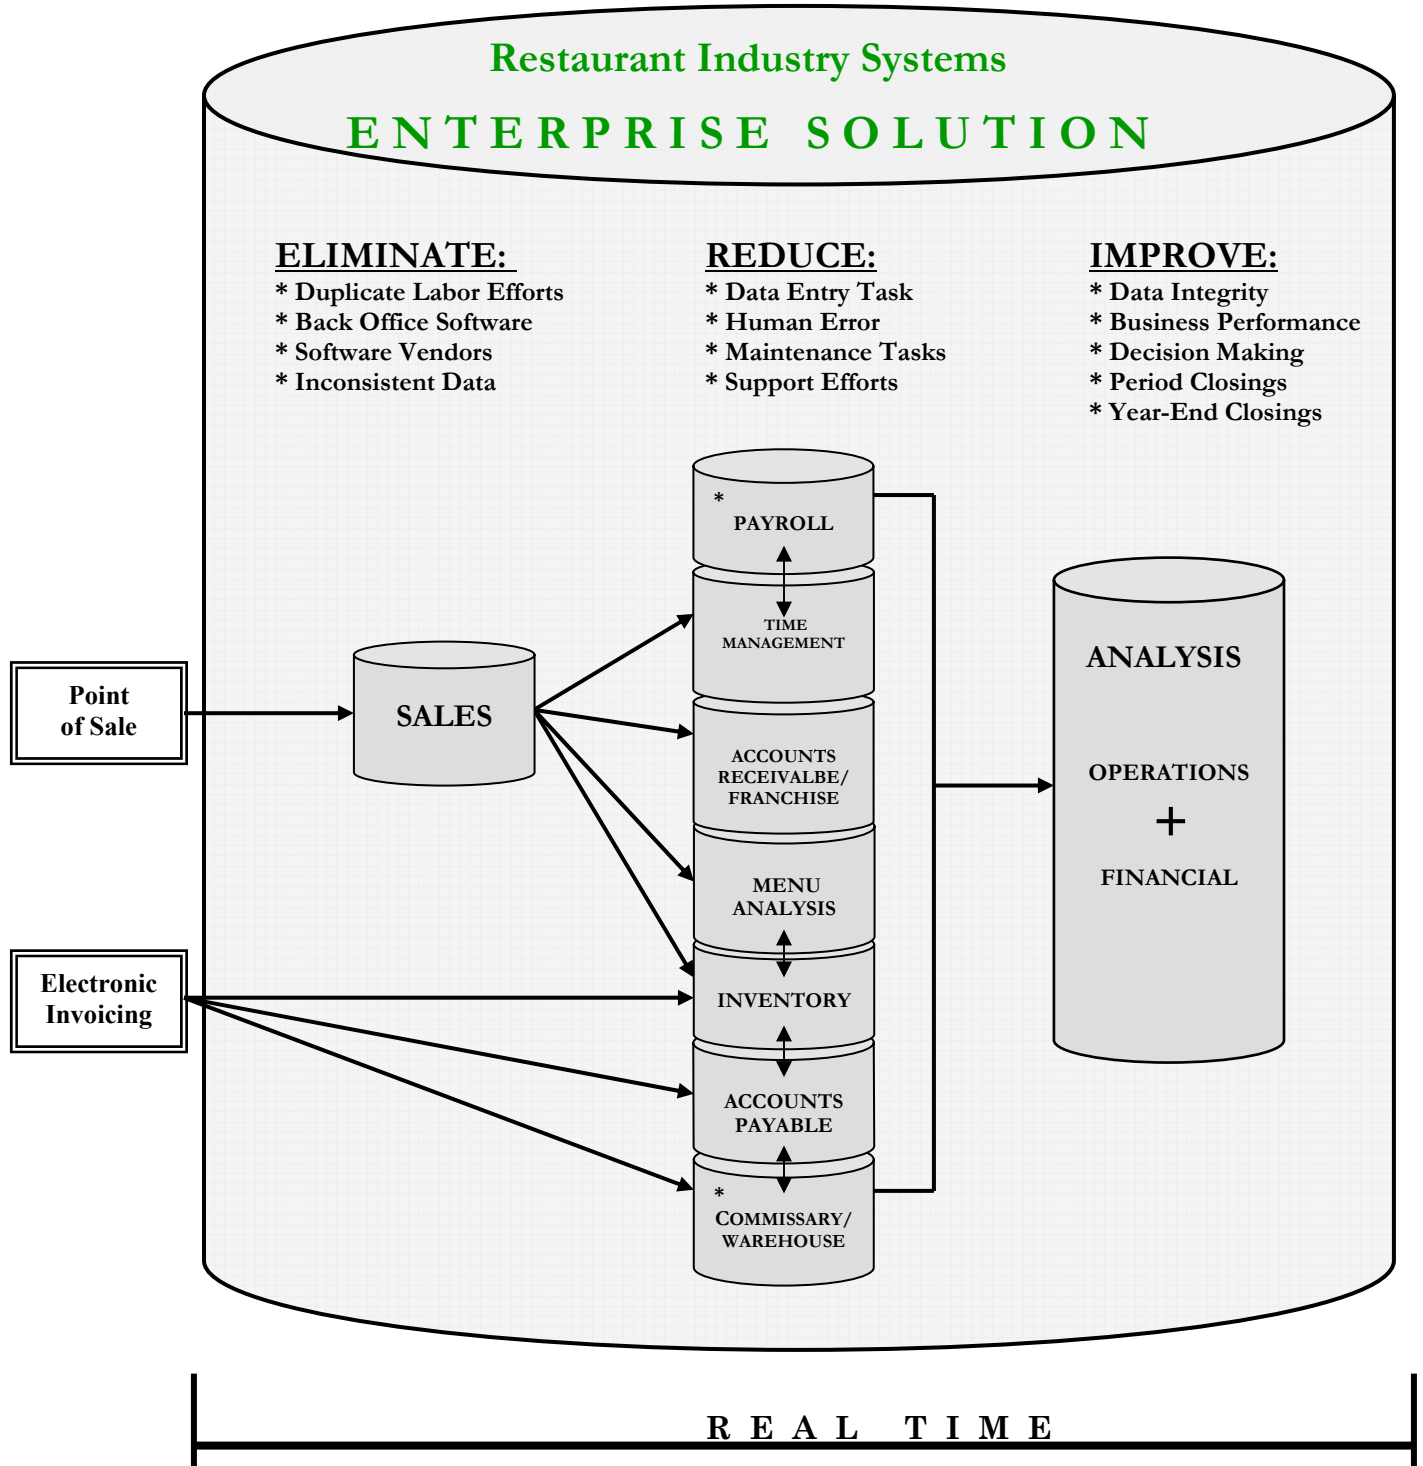 Restaurant Industry Systems
ENTERPRISE SOLUTION
ELIMINATE:
* Duplicate Labor Efforts
* Back Office Software
* Software Vendors
* Inconsistent Data
REDUCE:
* Data Entry Task
* Human Error
* Maintenance Tasks
* Support Efforts
IMPROVE:
* Data Integrity
* Business Performance
* Decision Making
* Period Closings
* Year-End Closings
Point
of Sale
Electronic
Invoicing
SALES
*
PAYROLL
TIME
MANAGEMENT
ACCOUNTS
RECEIVALBE/
FRANCHISE
MENU
ANALYSIS
INVENTORY
ACCOUNTS
PAYABLE
*
COMMISSARY/
WAREHOUSE
ANALYSIS
OPERATIONS
+
FINANCIAL
REAL TIME